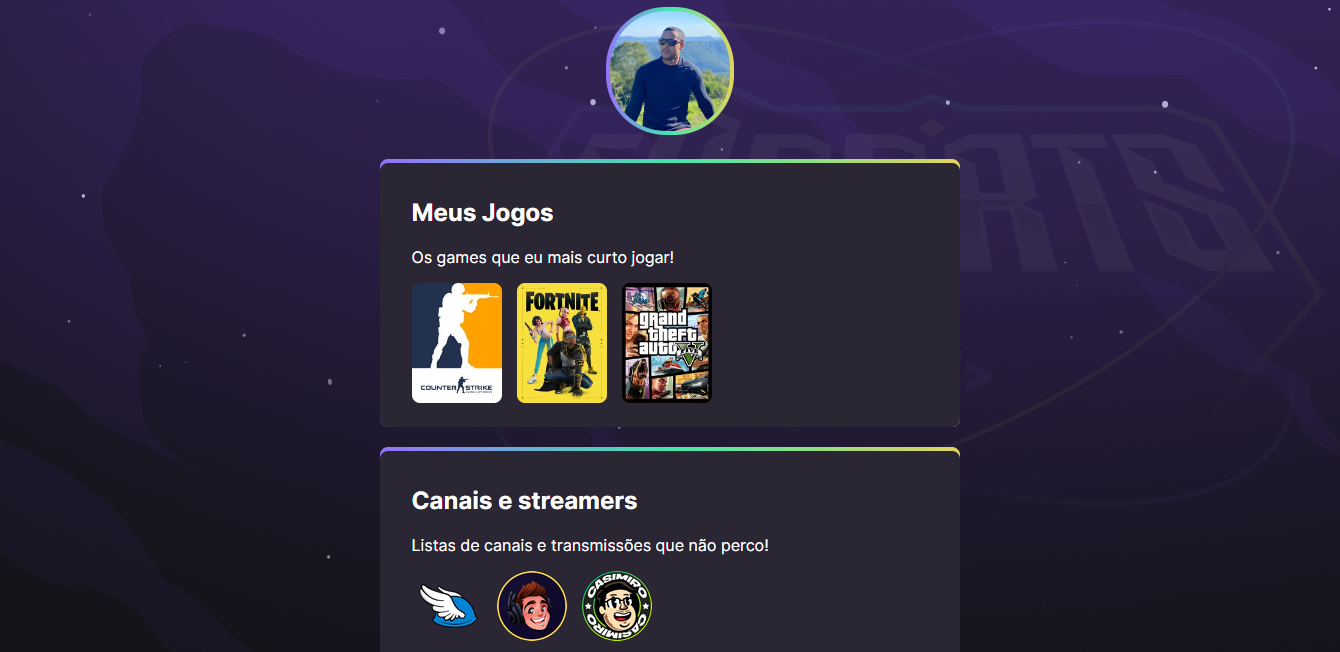 ESPORTS
Meus Jogos
Os games que eu mais curto jogar!
COUNTER STRIKE
FORTNITE
grand
theft
auto V
Canais e streamers
Listas de canais e transmissões que não perco!
CASIMIRO
CASIMIRO